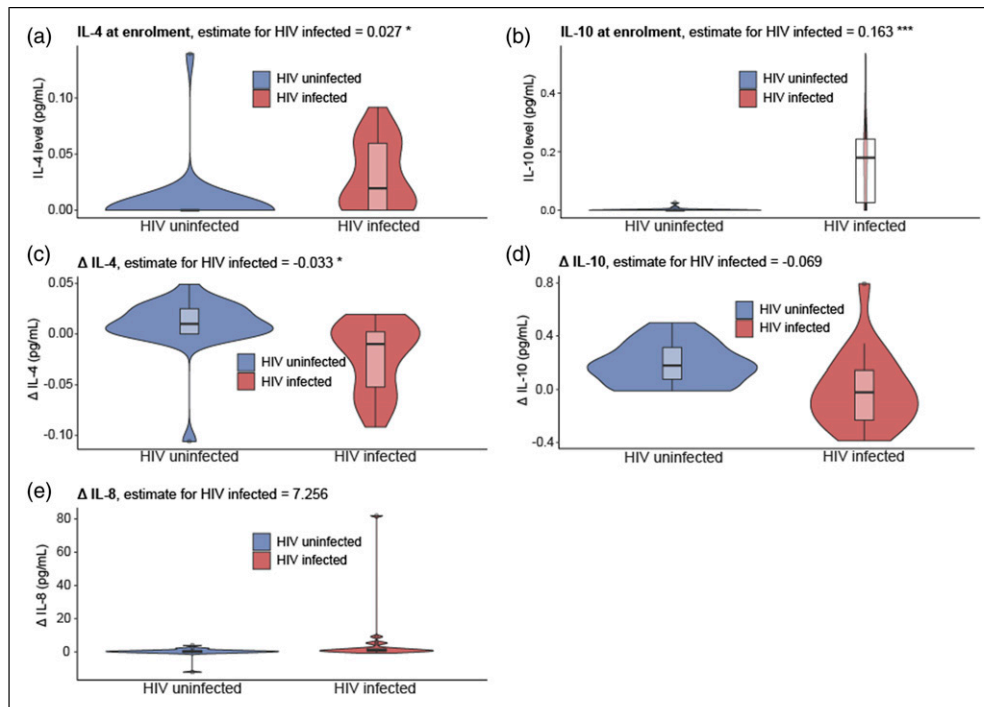 (a) IL-4 at enrolment, estimate for HIV infected = 0.027 *
IL-4 level (pg/mL)
0.10
0.05
0.00
HIV uninfected
HIV infected
HIV uninfected
HIV infected
(b) IL-10 at enrolment, estimate for HIV infected = 0.163 ***
IL-10 level (pg/mL)
0.4
0.2
0.0
HIV uninfected
HIV infected
HIV uninfected
HIV infected
(c) Δ IL-4, estimate for HIV infected = -0.033 *
Δ IL-4 (pg/mL)
0.05
0.00
-0.05
-0.10
HIV uninfected
HIV infected
HIV uninfected
HIV infected
(d) Δ IL-10, estimate for HIV infected = -0.069
Δ IL-10 (pg/mL)
0.8
0.4
0.0
-0.4
HIV uninfected
HIV infected
HIV uninfected
HIV infected
(e) Δ IL-8, estimate for HIV infected = 7.256
Δ IL-8 (pg/mL)
80
60
40
20
0
HIV uninfected
HIV infected
HIV uninfected
HIV infected